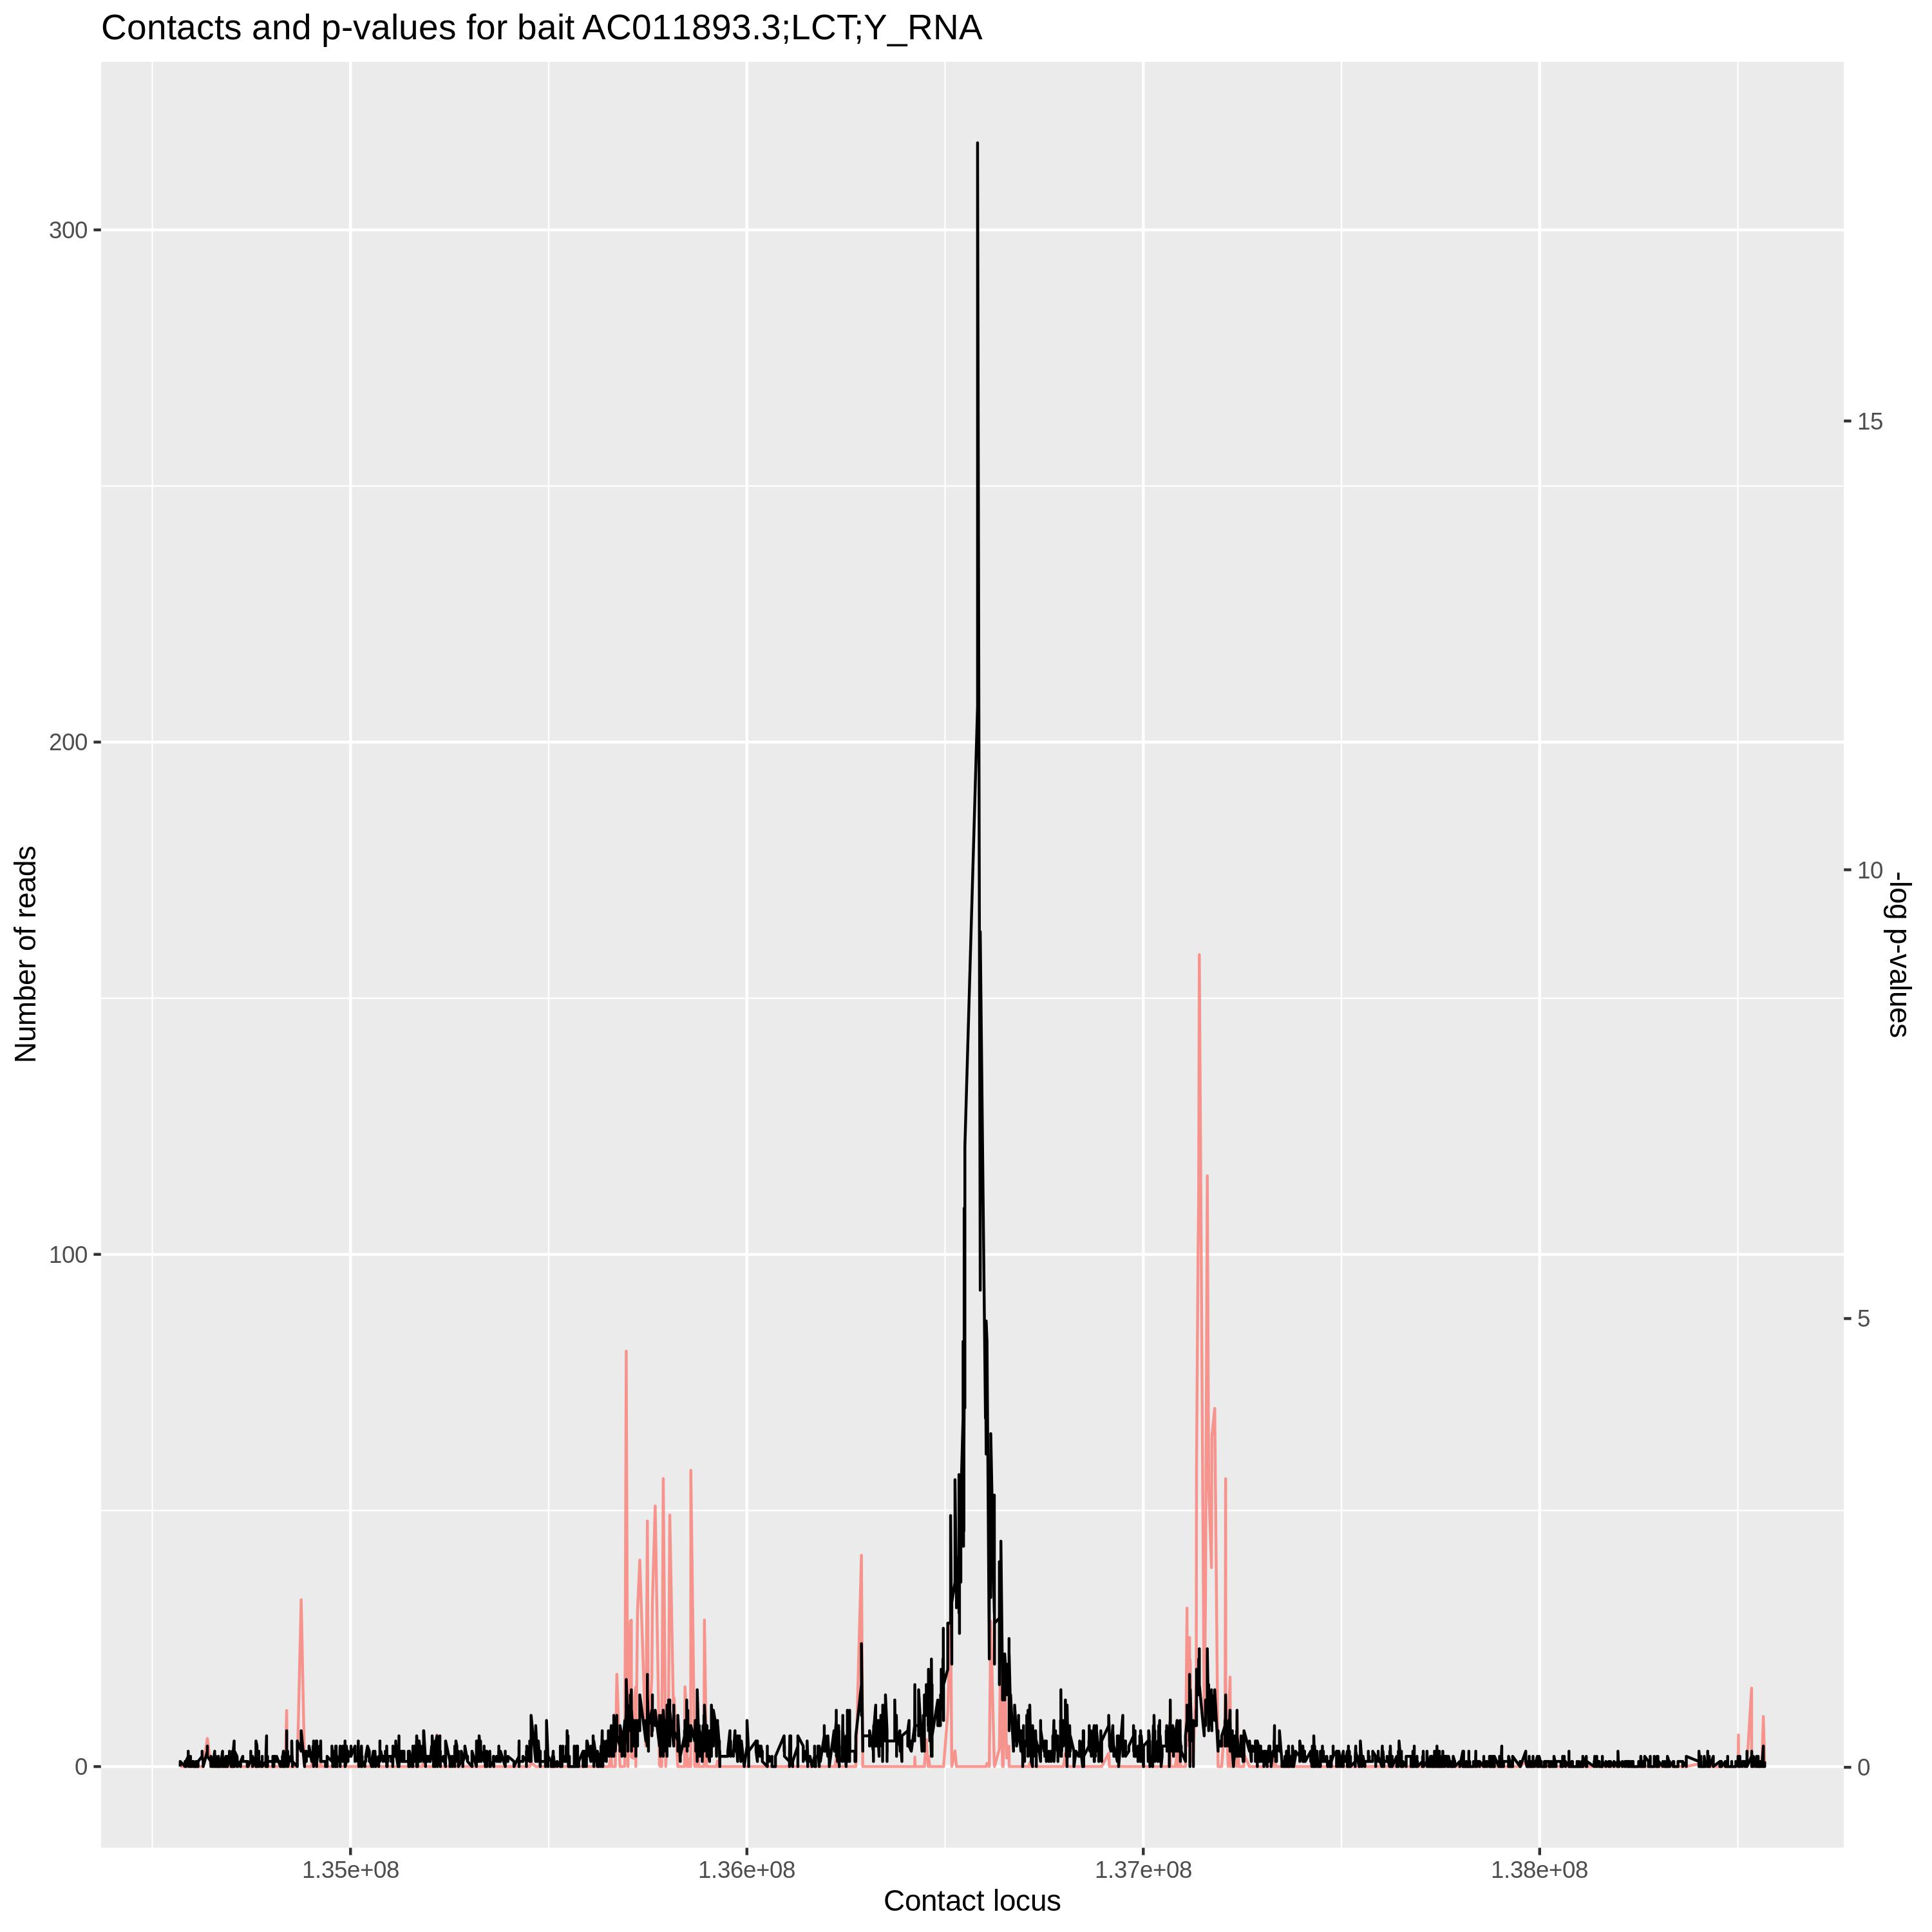 Contacts and p-values for bait AC011893.3;LCT;Y_RNA
300
200
100
0
15
10
5
0
Number of reads
-log p-values
1.35e+08
1.36e+08
1.37e+08
1.38e+08
Contact locus